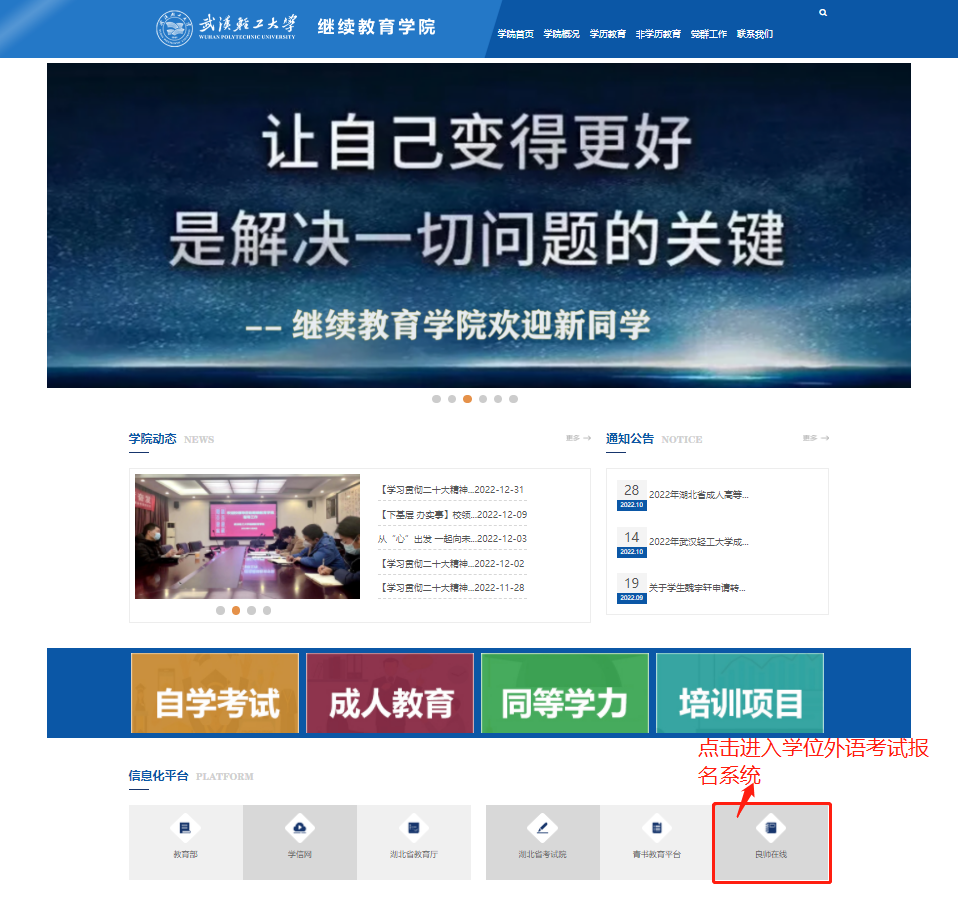 武汉轻工大学
WUHAN POLYTECHNIC UNIVERSITY
继续教育学院
学院首页 学院概况 学历教育 非学历教育 党群工作 联系我们
让自己变得更好
是解决一切问题的关键
-- 继续教育学院欢迎新同学
学院动态 NEWS 更多 →
【学习贯彻二十大精神...2022-12-31
【下基层 办实事】校领...2022-12-09
从“心”出发 一起向未...2022-12-03
【学习贯彻二十大精神...2022-12-02
【学习贯彻二十大精神...2022-11-28
通知公告 NOTICE 更多 →
28
2022.10
2022年湖北省成人高等...
14
2022.10
2022年武汉轻工大学成...
19
2022.09
关于学生魏宇轩申请转...
自学考试 成人教育 同等学力 培训项目
点击进入学位外语考试报
名系统
信息化平台 PLATFORM
教育部 学信网 湖北省教育厅 湖北省考试院 青书教育平台 良师在线